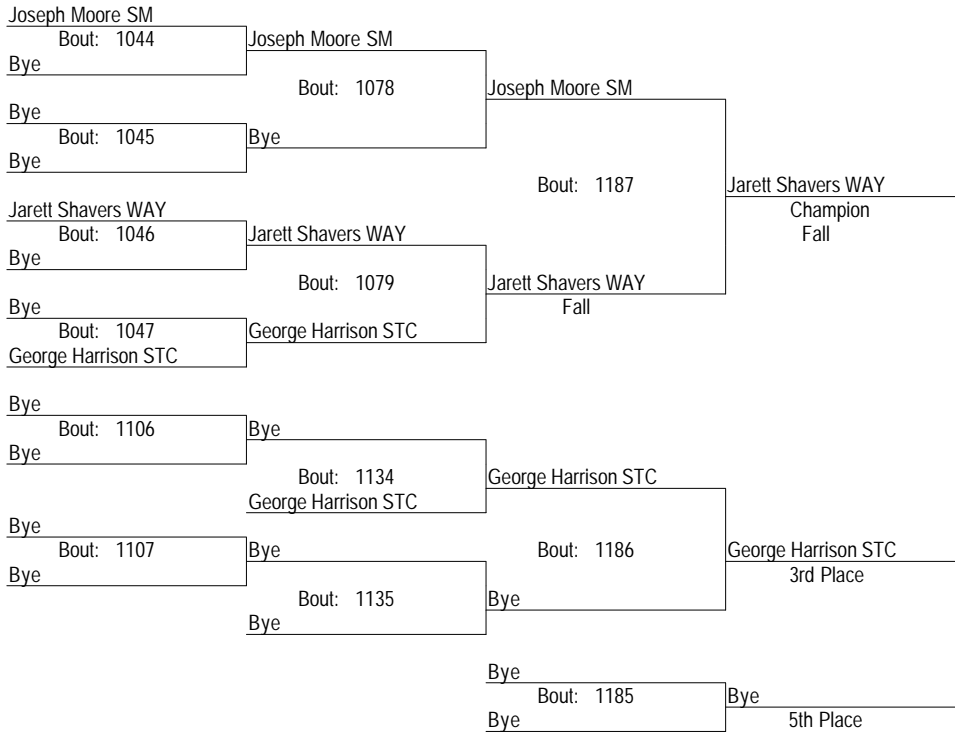 Joseph Moore SM
Bout: 1044
Joseph Moore SM
Bye
Bout: 1078
Joseph Moore SM
Bye
Bout: 1045
Bye
Bye
Bout: 1187
Jarett Shavers WAY
Jarett Shavers WAY
Champion
Bout: 1046
Jarett Shavers WAY
Fall
Bye
Bout: 1079
Jarett Shavers WAY
Bye
Fall
Bout: 1047
George Harrison STC
George Harrison STC
Bye
Bout: 1106
Bye
Bye
Bout: 1134
George Harrison STC
George Harrison STC
Bye
Bout: 1107
Bye
Bout: 1186
George Harrison STC
Bye
3rd Place
Bout: 1135
Bye
Bye
Bye
Bout: 1185
Bye
Bye
5th Place